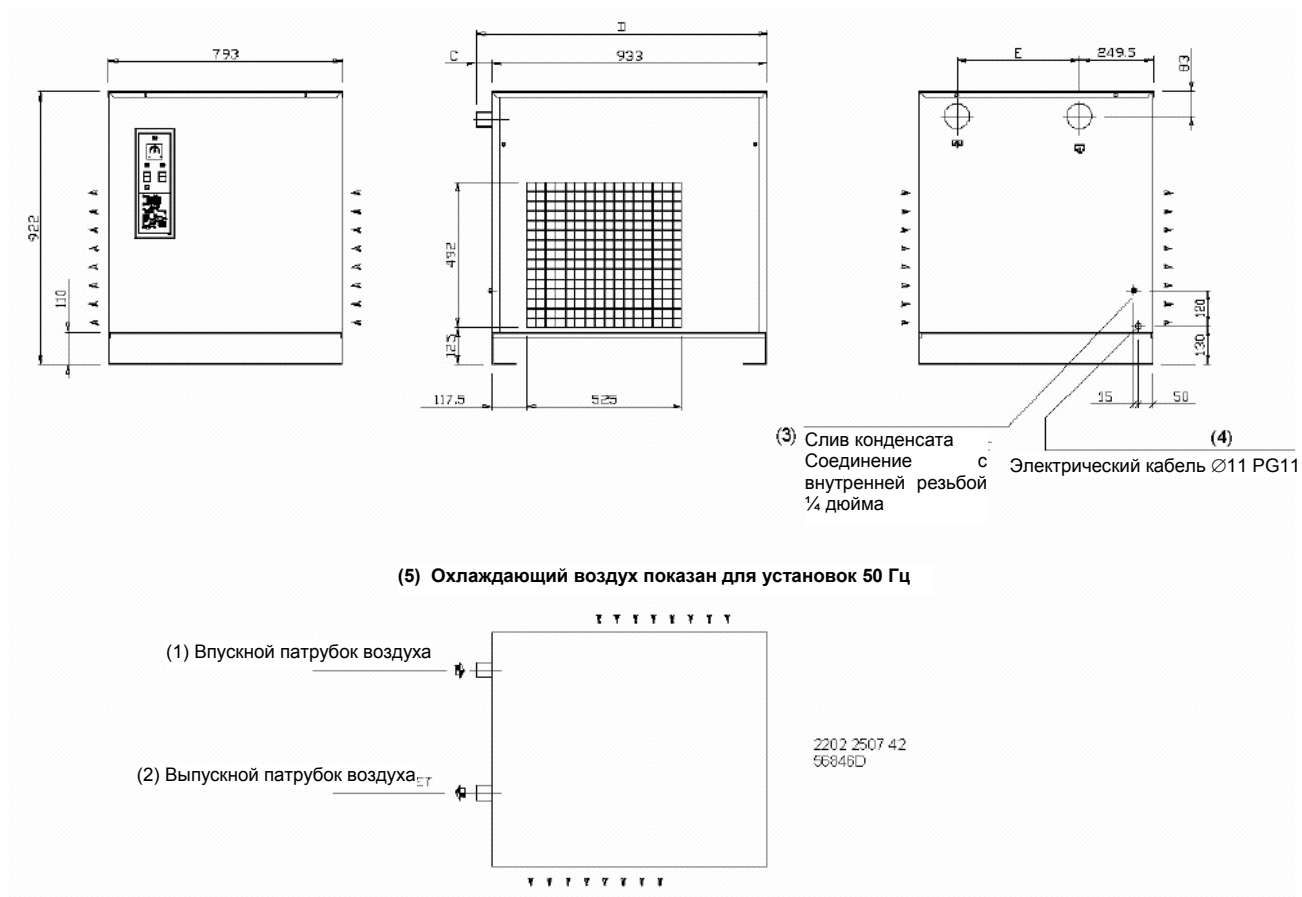 793
D
C
933
E
249.5
83
922
110
492
125
117.5
525
120
130
15
50
(3) Слив конденсата
Соединение с
внутренней резьбой
¼ дюйма
(4)
Электрический кабель ∅11 PG11
(5) Охлаждающий воздух показан для установок 50 Гц
(1) Впускной патрубок воздуха
2202 2507 42
56846D
(2) Выпускной патрубок воздуха
ET